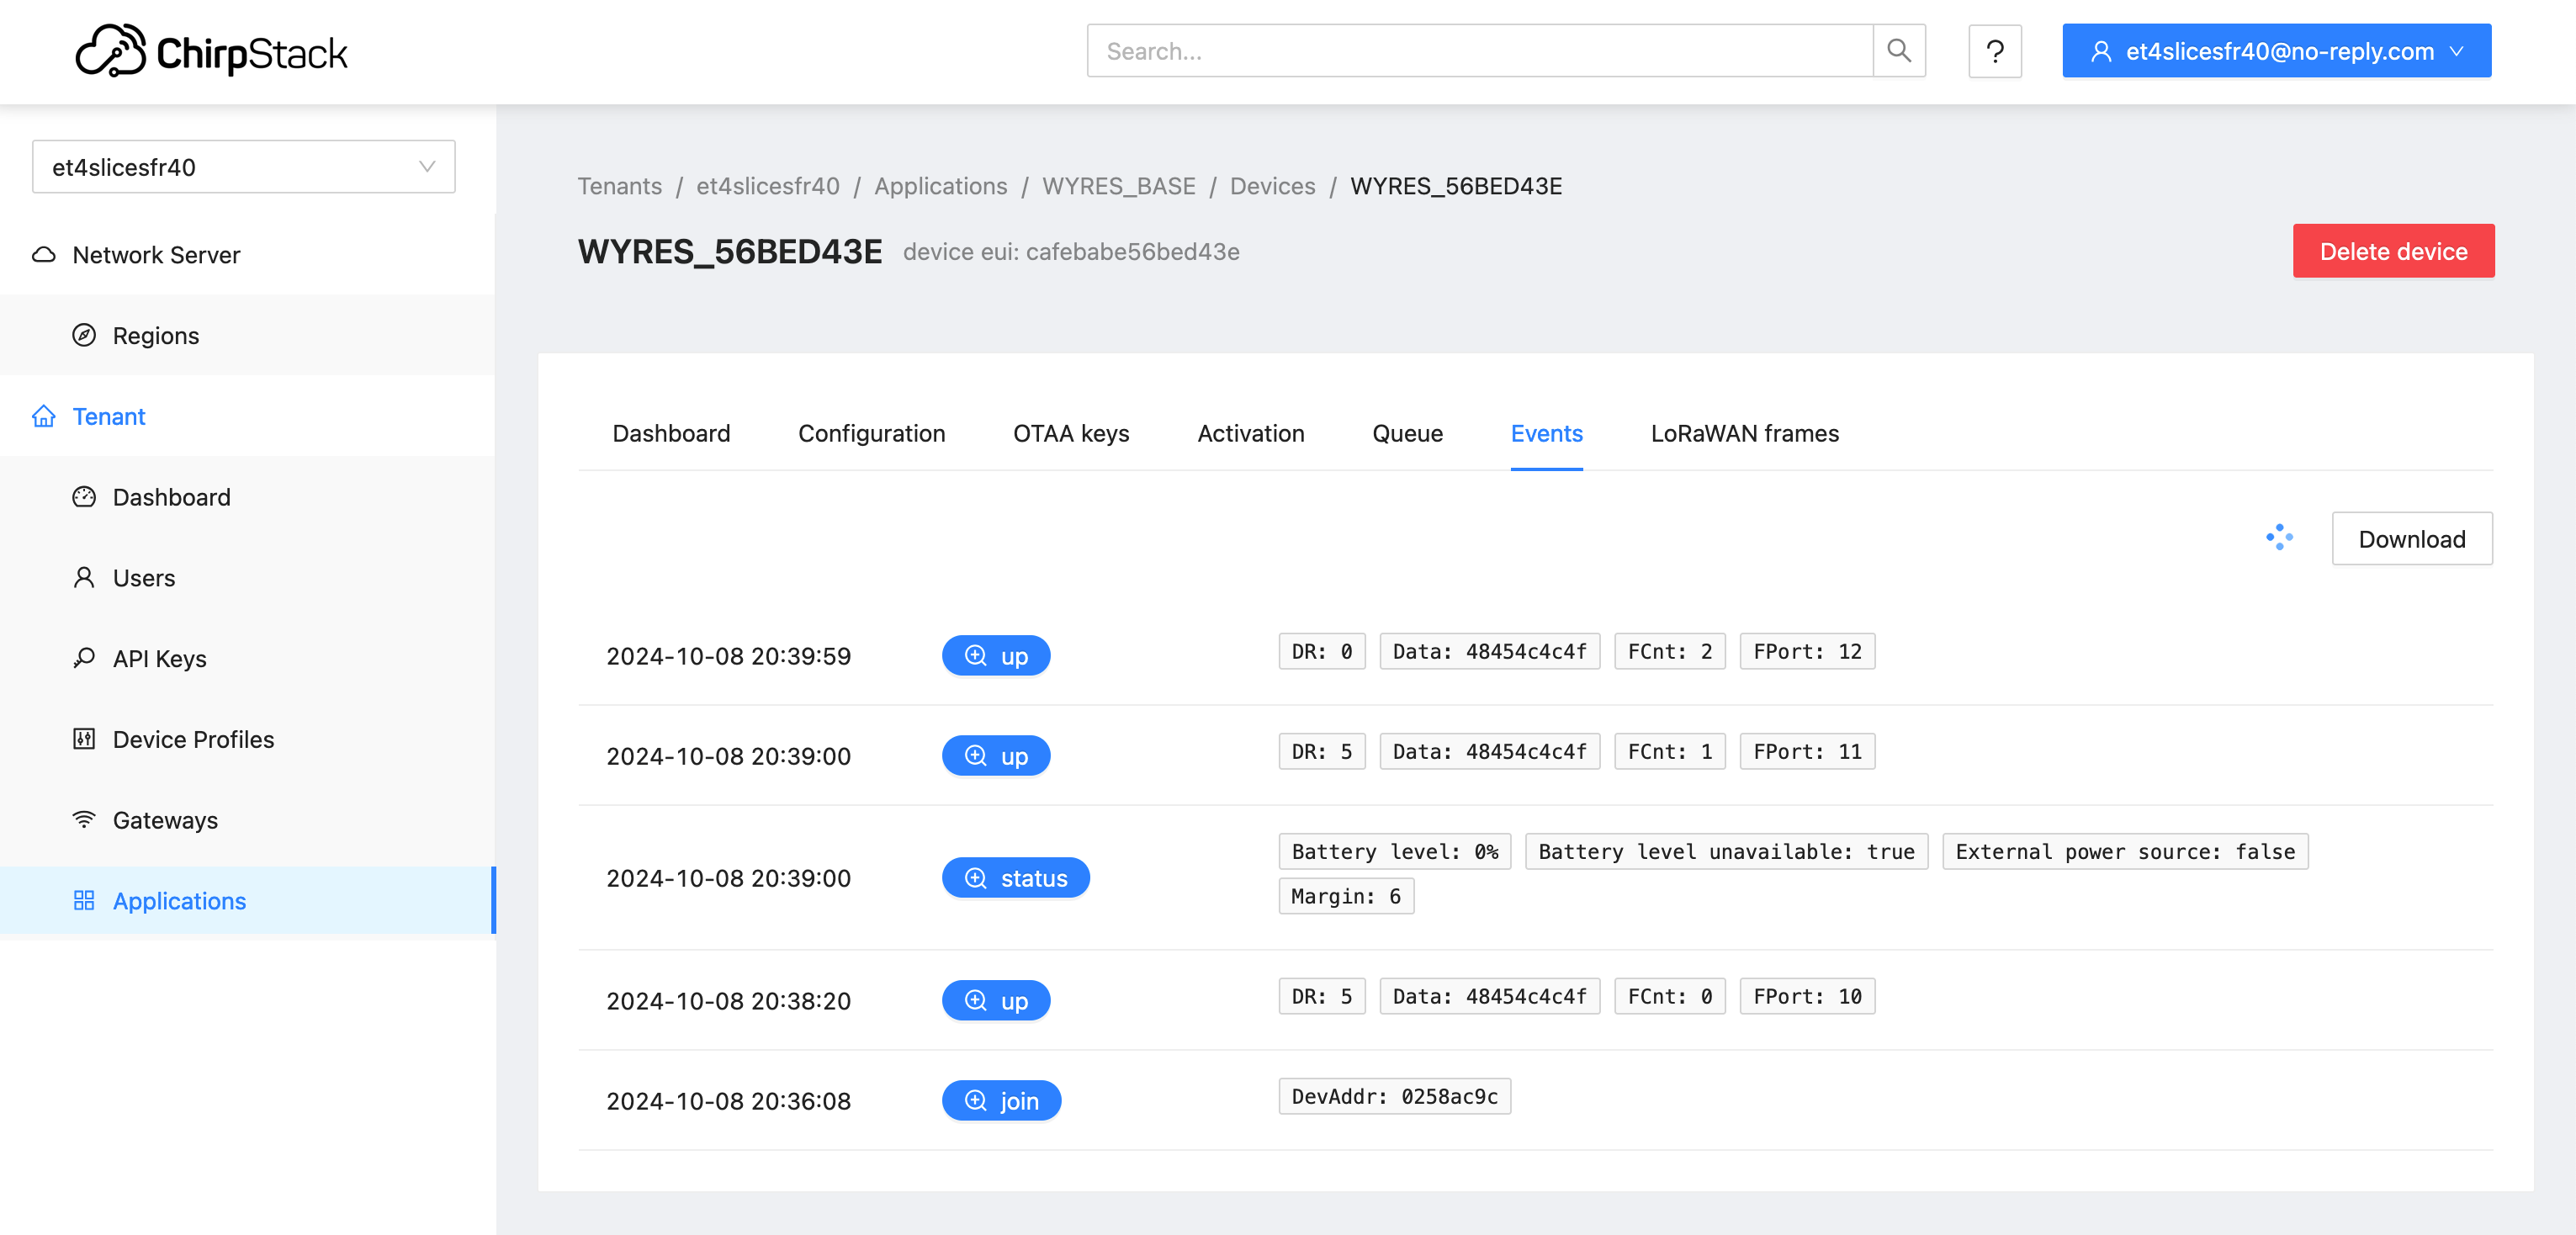 ChirpStack
Search...
?
et4slicesfr40@no-reply.com
et4slicesfr40
Network Server
Regions
Tenant
Dashboard
Users
API Keys
Device Profiles
Gateways
Applications
Tenants / et4slicesfr40 / Applications / WYRES_BASE / Devices / WYRES_56BED43E
WYRES_56BED43E device eui: cafebabe56bed43e
Delete device
Dashboard Configuration OTAA keys Activation Queue Events LoRaWAN frames
Download
2024-10-08 20:39:59 up DR: 0 Data: 48454c4c4f FCnt: 2 FPort: 12
2024-10-08 20:39:00 up DR: 5 Data: 48454c4c4f FCnt: 1 FPort: 11
2024-10-08 20:39:00 status Battery level: 0% Battery level unavailable: true External power source: false
Margin: 6
2024-10-08 20:38:20 up DR: 5 Data: 48454c4c4f FCnt: 0 FPort: 10
2024-10-08 20:36:08 join DevAddr: 0258ac9c